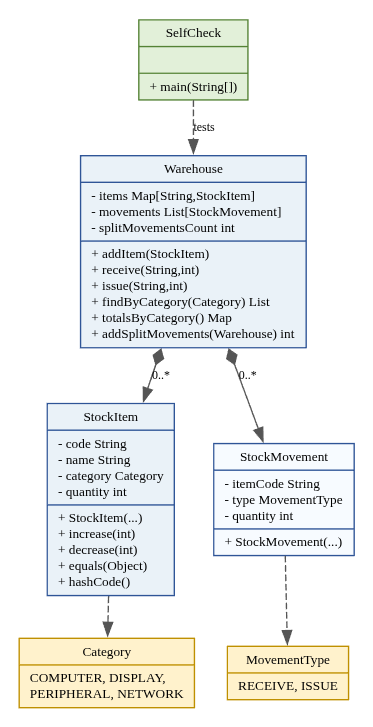 SelfCheck
+ main(String[])
tests
Warehouse
- items Map[String,StockItem]
- movements List[StockMovement]
- splitMovementsCount int
+ addItem(StockItem)
+ receive(String,int)
+ issue(String,int)
+ findByCategory(Category) List
+ totalsByCategory() Map
+ addSplitMovements(Warehouse) int
0..*
0..*
StockItem
- code String
- name String
- category Category
- quantity int
+ StockItem(...)
+ increase(int)
+ decrease(int)
+ equals(Object)
+ hashCode()
StockMovement
- itemCode String
- type MovementType
- quantity int
+ StockMovement(...)
Category
COMPUTER, DISPLAY,
PERIPHERAL, NETWORK
MovementType
RECEIVE, ISSUE